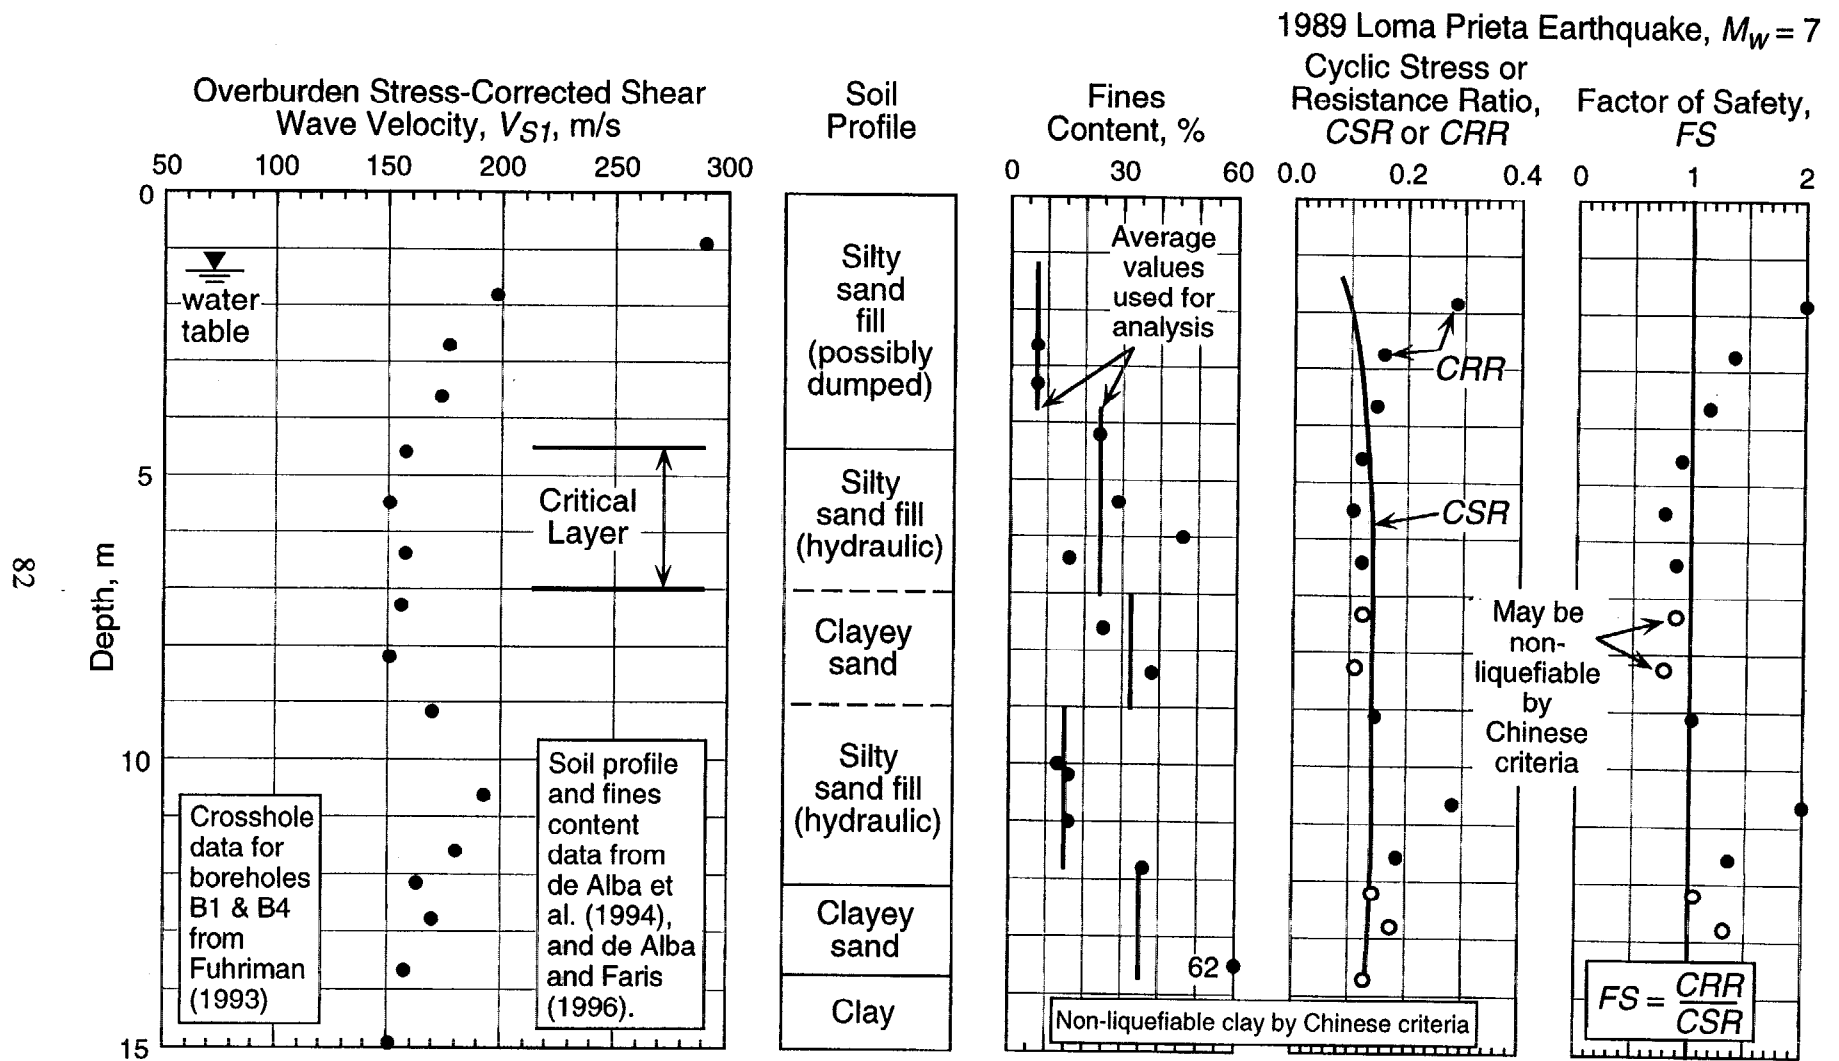 1989 Loma Prieta Earthquake, Mw = 7
Overburden Stress-Corrected Shear
Wave Velocity, VS1, m/s
Soil
Profile
Fines
Content, %
Cyclic Stress or
Resistance Ratio,
CSR or CRR
Factor of Safety,
FS
50 100 150 200 250 300
0 30 60
0.0 0.2 0.4
0 1 2
0
5
10
15
Depth, m
82
water
table
Critical
Layer
Crosshole
data for
boreholes
B1 & B4
from
Fuhriman
(1993)
Soil profile
and fines
content
data from
de Alba et
al. (1994),
and de Alba
and Faris
(1996).
Silty
sand
fill
(possibly
dumped)
Silty
sand fill
(hydraulic)
Clayey
sand
Silty
sand fill
(hydraulic)
Clayey
sand
Clay
Average
values
used for
analysis
62
Non-liquefiable clay by Chinese criteria
CRR
CSR
May be
non-
liquefiable
by
Chinese
criteria
FS = CRR
CSR